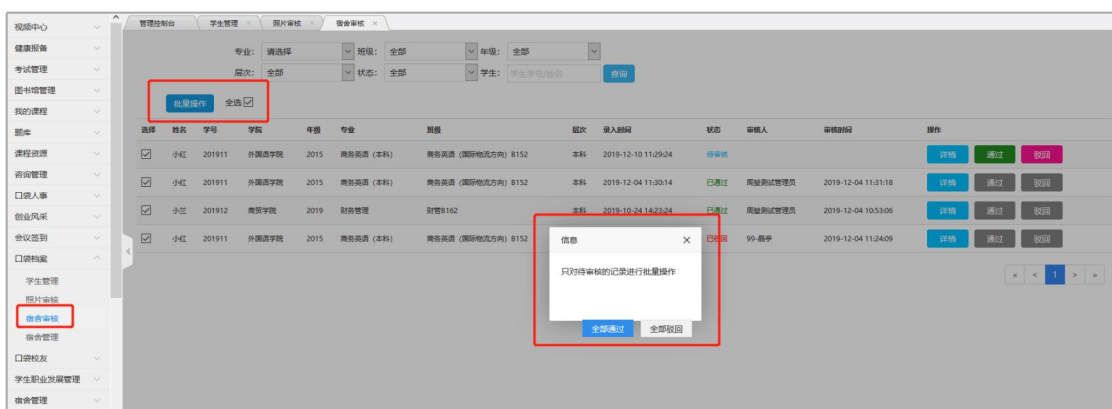 管理控制台 学生管理 × 照片审核 × 宿舍审核 ×
视频中心
健康报备
考试管理
图书馆管理
我的课程
题库
课程资源
咨询管理
口袋人事
创业风采
会议签到
口袋档案
学生管理
照片审核
宿舍审核
宿舍管理
口袋校友
学生职业发展管理
宿舍管理
专业： 请选择 班级： 全部 年级： 全部
层次： 全部 状态： 全部 学生： 学生学号/姓名 查询
批量操作 全选
选择 姓名 学号 学院 年级 专业 班级 层次 录入时间 状态 审核人 审核时间 操作
小红 201911 外国语学院 2015 商务英语（本科） 商务英语（国际物流方向）B152 本科 2019-12-10 11:29:24 待审核 详情 通过 驳回
小红 201911 外国语学院 2015 商务英语（本科） 商务英语（国际物流方向）B152 本科 2019-12-04 11:30:14 已通过 测试管理员 2019-12-04 11:31:18 详情 通过 驳回
小兰 201912 商贸学院 2019 财务管理 财管B162 本科 2019-10-24 14:23:24 已通过 测试管理员 2019-12-04 10:53:06 详情 通过 驳回
小红 201911 外国语学院 2015 商务英语（本科） 商务英语（国际物流方向）B152 已驳回 2019-12-04 11:24:09 详情 通过 驳回
« < 1 > »
信息 ×
只对待审核的记录进行批量操作
全部通过 全部驳回